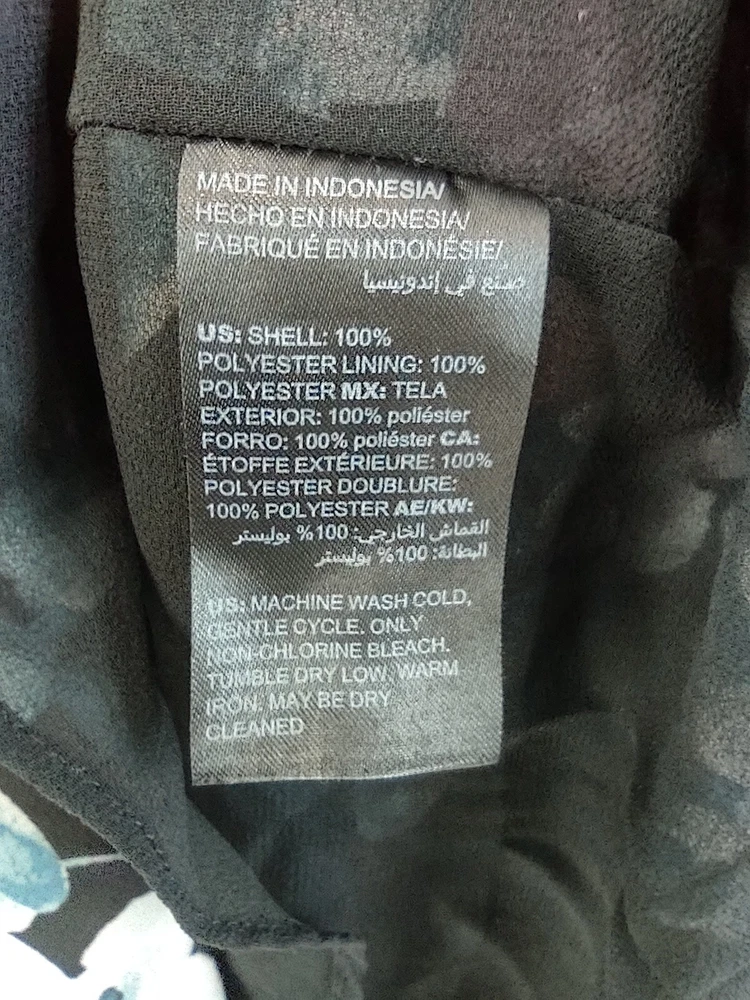 MADE IN INDONESIA/
HECHO EN INDONESIA/
FABRIQUÉ EN INDONÉSIE/
صنع في إندونيسيا
US: SHELL: 100%
POLYESTER LINING: 100%
POLYESTER MX: TELA
EXTERIOR: 100% poliéster
FORRO: 100% poliéster CA:
ÉTOFFE EXTÉRIEURE: 100%
POLYESTER DOUBLURE:
100% POLYESTER AE/KW:
القماش الخارجي: 100% بوليستر
البطانة: 100% بوليستر
US: MACHINE WASH COLD,
GENTLE CYCLE. ONLY
NON-CHLORINE BLEACH.
TUMBLE DRY LOW. WARM
IRON. MAY BE DRY
CLEANED